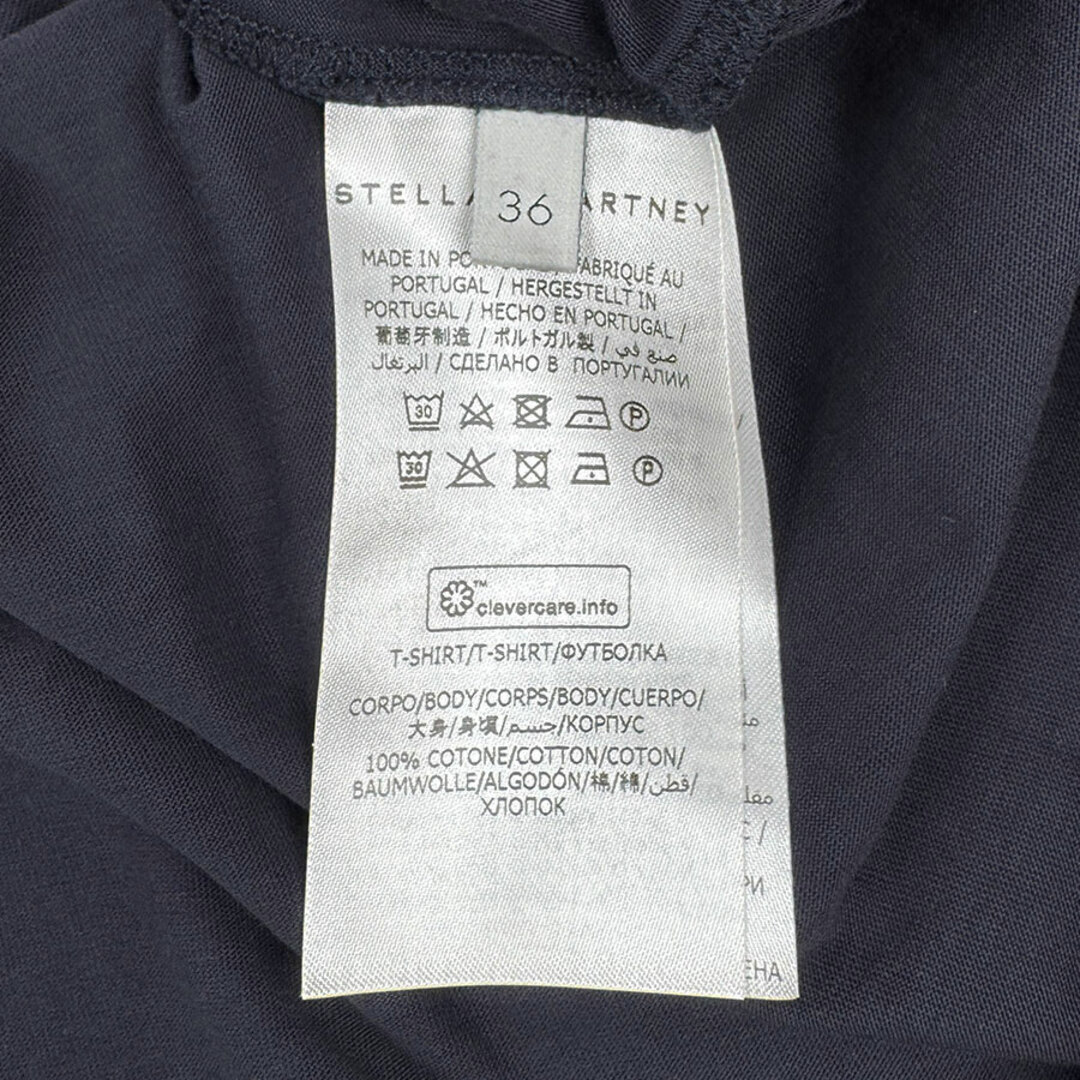 36
STELLA ARTNEY
MADE IN FABRIQUÉ AU
PORTUGAL / HERGESTELLT IN
PORTUGAL / HECHO EN PORTUGAL /
葡萄牙制造 / ポルトガル製 / صنع في
البرتغال / СДЕЛАНО В ПОРТУГАЛИИ
30 P
30 P
™
clevercare.info
T-SHIRT/T-SHIRT/ФУТБОЛКА
CORPO/BODY/CORPS/BODY/CUERPO/
大身/身頃/جسم/КОРПУС
100% COTONE/COTTON/COTON/
BAUMWOLLE/ALGODÓN/棉/綿/قطن/
ХЛОПОК